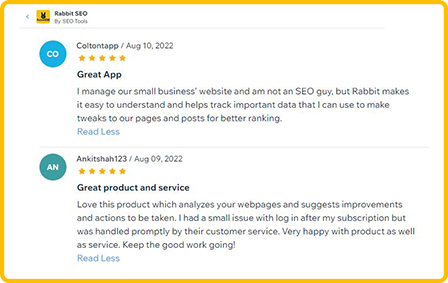 Rabbit SEO
By SEO-Tools
CO
Coltontapp / Aug 10, 2022
Great App
I manage our small business' website and am not an SEO guy, but Rabbit makes
it easy to understand and helps track important data that I can use to make
tweaks to our pages and posts for better ranking.
Read Less
AN
Ankitshah123 / Aug 09, 2022
Great product and service
Love this product which analyzes your webpages and suggests improvements
and actions to be taken. I had a small issue with log in after my subscription but
was handled promptly by their customer service. Very happy with product as well
as service. Keep the good work going!
Read Less